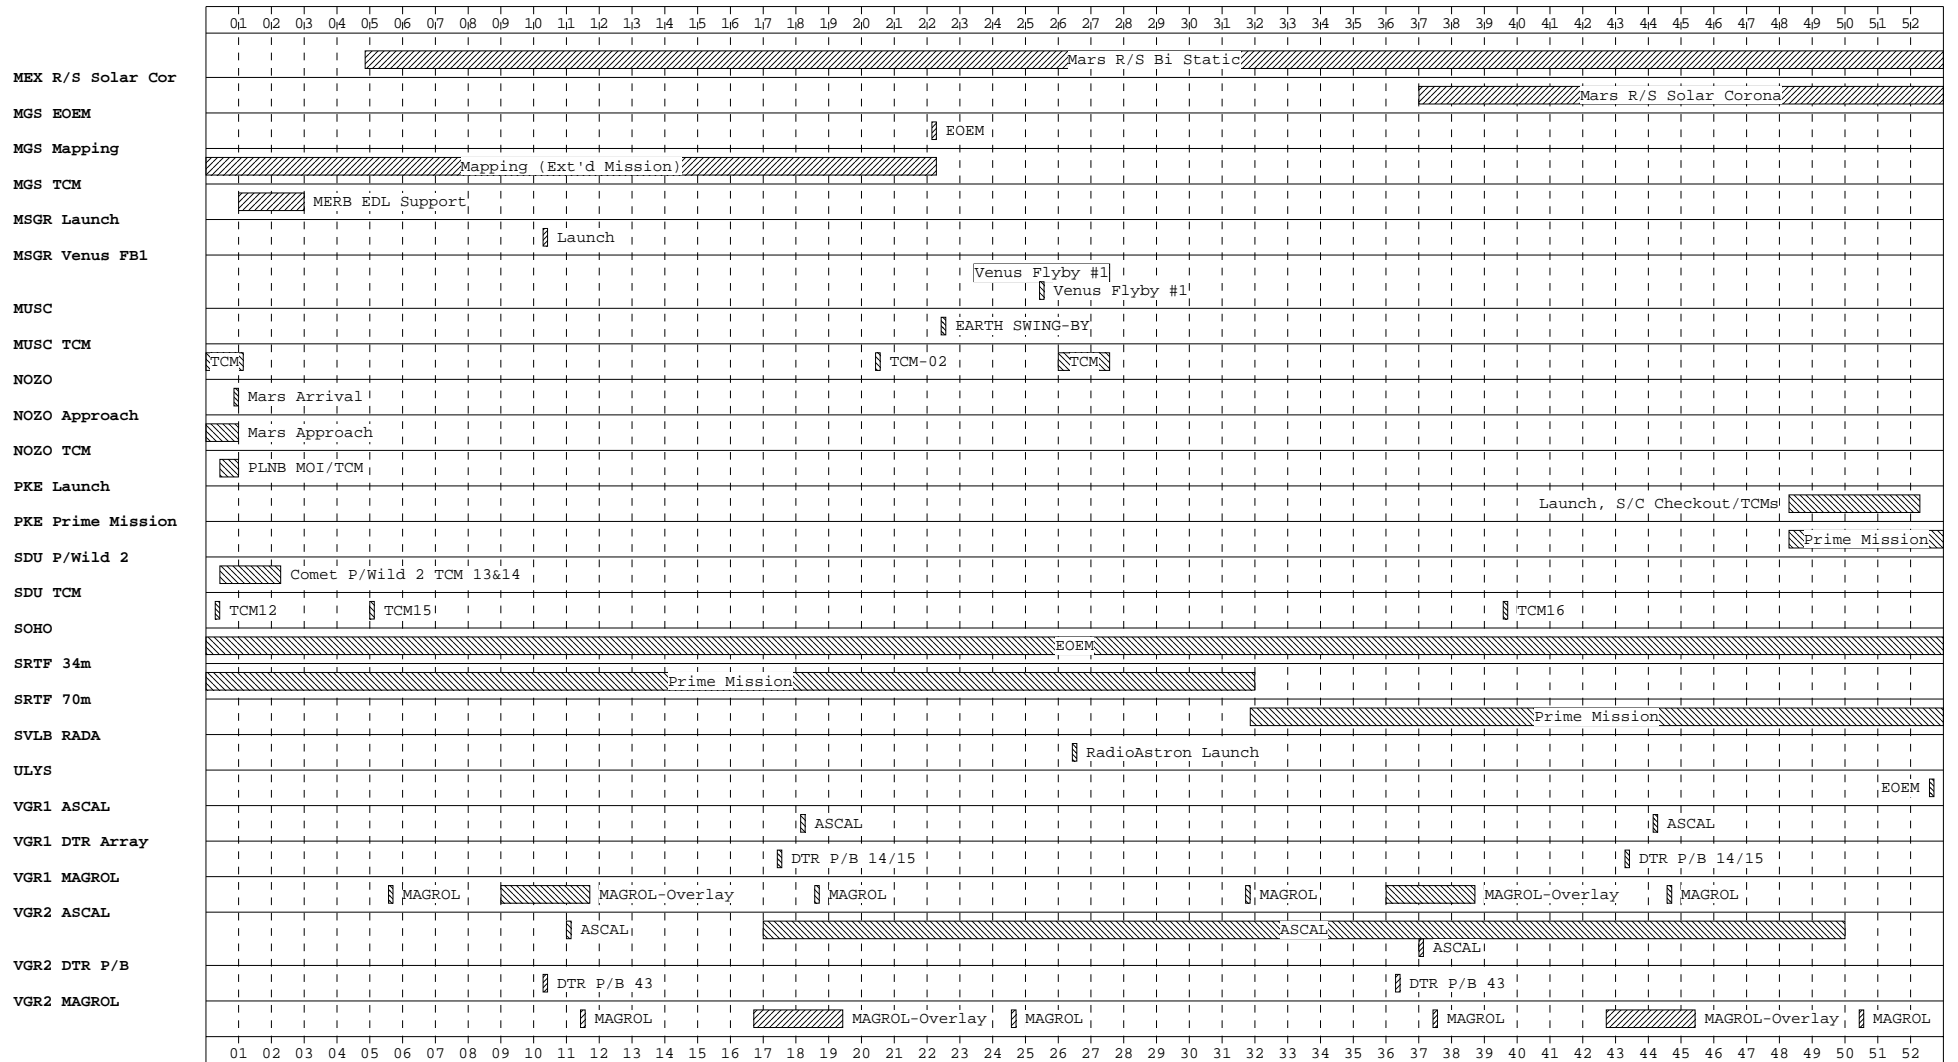 01 02 03 04 05 06 07 08 09 10 11 12 13 14 15 16 17 18 19 20 21 22 23 24 25 26 27 28 29 30 31 32 33 34 35 36 37 38 39 40 41 42 43 44 45 46 47 48 49 50 51 52
Mars R/S Bi Static
MEX R/S Solar Cor
Mars R/S Solar Corona
MGS EOEM
EOEM
MGS Mapping
Mapping (Ext'd Mission)
MGS TCM
MERB EDL Support
MSGR Launch
Launch
MSGR Venus FB1
Venus Flyby #1
Venus Flyby #1
MUSC
EARTH SWING-BY
MUSC TCM
TCM TCM-02 TCM
NOZO
Mars Arrival
NOZO Approach
Mars Approach
NOZO TCM
PLNB MOI/TCM
PKE Launch
Launch, S/C Checkout/TCMs
PKE Prime Mission
Prime Mission
SDU P/Wild 2
Comet P/Wild 2 TCM 13&14
SDU TCM
TCM12 TCM15 TCM16
SOHO
EOEM
SRTF 34m
Prime Mission
SRTF 70m
Prime Mission
SVLB RADA
RadioAstron Launch
ULYS
EOEM
VGR1 ASCAL
ASCAL ASCAL
VGR1 DTR Array
DTR P/B 14/15 DTR P/B 14/15
VGR1 MAGROL
MAGROL MAGROL-Overlay MAGROL MAGROL MAGROL-Overlay MAGROL
VGR2 ASCAL
ASCAL ASCAL
ASCAL
VGR2 DTR P/B
DTR P/B 43 DTR P/B 43
VGR2 MAGROL
MAGROL MAGROL-Overlay MAGROL MAGROL MAGROL-Overlay MAGROL
01 02 03 04 05 06 07 08 09 10 11 12 13 14 15 16 17 18 19 20 21 22 23 24 25 26 27 28 29 30 31 32 33 34 35 36 37 38 39 40 41 42 43 44 45 46 47 48 49 50 51 52